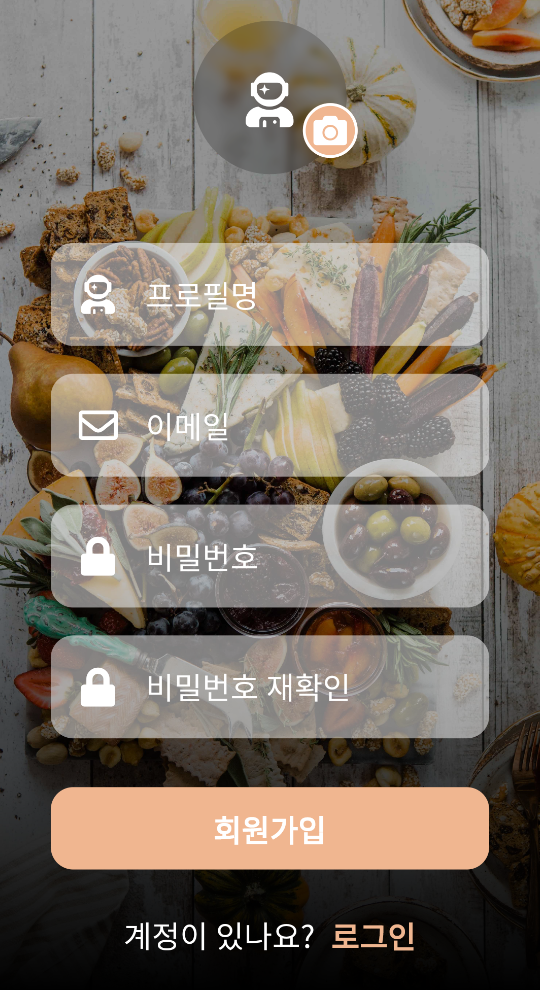 프로필명
이메일
비밀번호
비밀번호 재확인
회원가입
계정이 있나요? 로그인